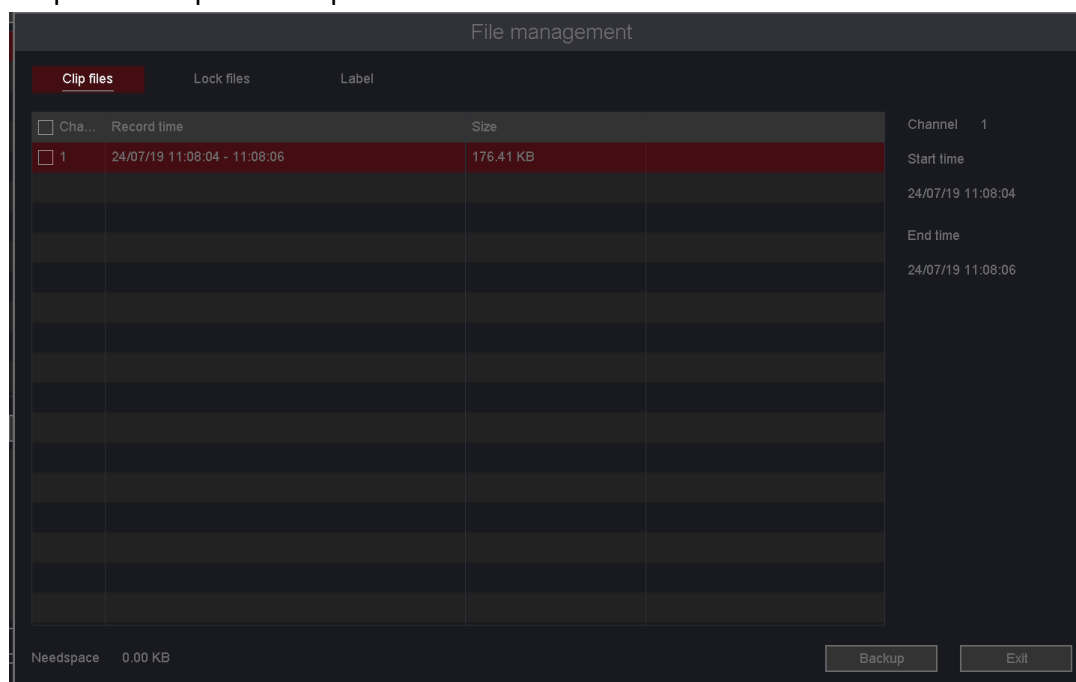 File management
Clip files Lock files Label
Cha... Record time Size
1 24/07/19 11:08:04 - 11:08:06 176.41 KB
Channel 1
Start time
24/07/19 11:08:04
End time
24/07/19 11:08:06
Needspace 0.00 KB
Backup Exit